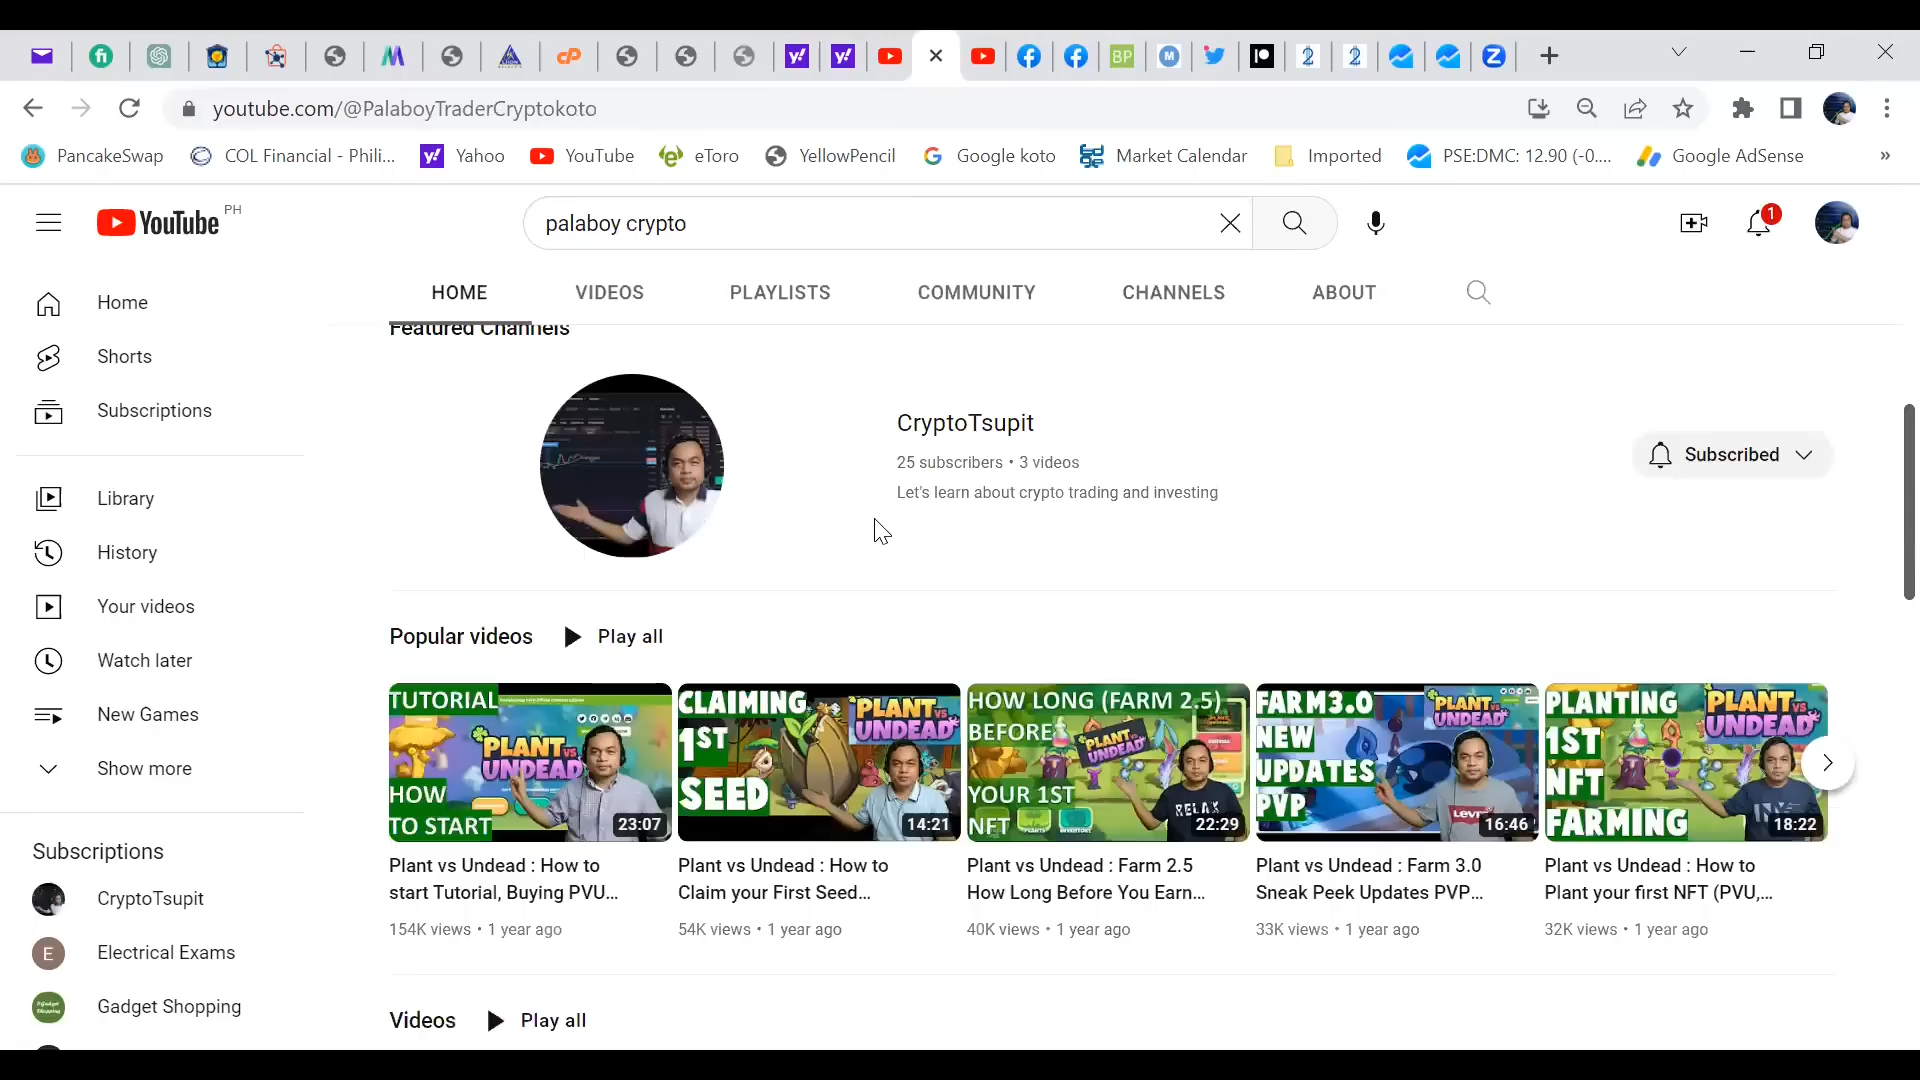 youtube.com/@PalaboyTraderCryptokoto
PancakeSwap COL Financial - Phili... Yahoo YouTube eToro YellowPencil Google koto Market Calendar Imported PSE:DMC: 12.90 (-0.... Google AdSense »
YouTube PH
palaboy crypto
1
HOME VIDEOS PLAYLISTS COMMUNITY CHANNELS ABOUT
Home
Shorts
Subscriptions
Library
History
Your videos
Watch later
New Games
Show more
Subscriptions
CryptoTsupit
E Electrical Exams
Gadget Shopping
Featured Channels
CryptoTsupit
25 subscribers • 3 videos
Let's learn about crypto trading and investing
Subscribed
Popular videos Play all
TUTORIAL
PLANT VS UNDEAD
HOW
TO START
23:07
Plant vs Undead : How to
start Tutorial, Buying PVU...
154K views • 1 year ago
CLAIMING
1ST
SEED
PLANT VS UNDEAD
14:21
Plant vs Undead : How to
Claim your First Seed...
54K views • 1 year ago
HOW LONG (FARM 2.5)
BEFORE
PLANT VS UNDEAD
YOUR 1ST
NFT
RELAX
22:29
Plant vs Undead : Farm 2.5
How Long Before You Earn...
40K views • 1 year ago
FARM3.0
NEW
UPDATES
PVP
PLANT VS UNDEAD
Levi's
16:46
Plant vs Undead : Farm 3.0
Sneak Peek Updates PVP...
33K views • 1 year ago
PLANTING
1ST
NFT
FARMING
PLANT VS UNDEAD
18:22
Plant vs Undead : How to
Plant your first NFT (PVU,...
32K views • 1 year ago
Videos Play all